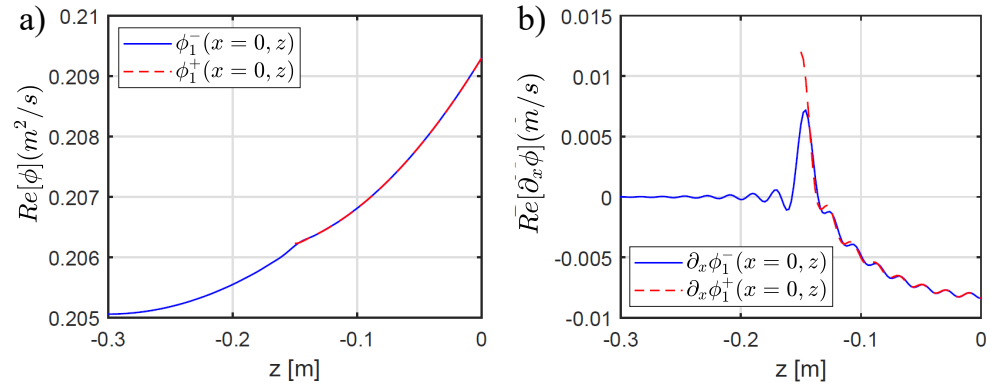 a)
Re[ϕ](m²/s)
0.21
0.209
0.208
0.207
0.206
0.205
ϕ₁⁻(x = 0, z)
ϕ₁⁺(x = 0, z)
-0.3
-0.2
-0.1
0
z [m]
b)
Re[∂ₓϕ](m/s)
0.015
0.01
0.005
0
-0.005
-0.01
∂ₓϕ₁⁻(x = 0, z)
∂ₓϕ₁⁺(x = 0, z)
-0.3
-0.2
-0.1
0
z [m]